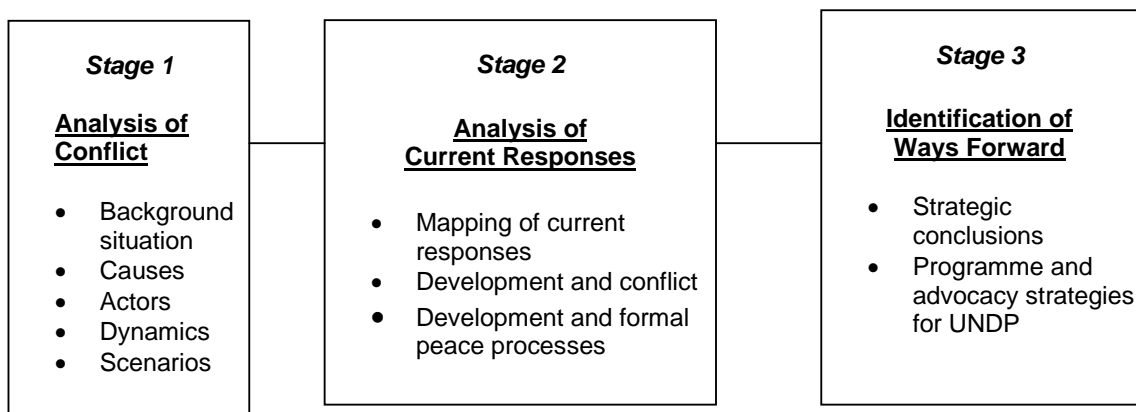 Stage 1
Analysis of
Conflict
• Background
situation
• Causes
• Actors
• Dynamics
• Scenarios
Stage 2
Analysis of
Current Responses
• Mapping of current
responses
• Development and conflict
• Development and formal
peace processes
Stage 3
Identification of
Ways Forward
• Strategic
conclusions
• Programme and
advocacy strategies
for UNDP